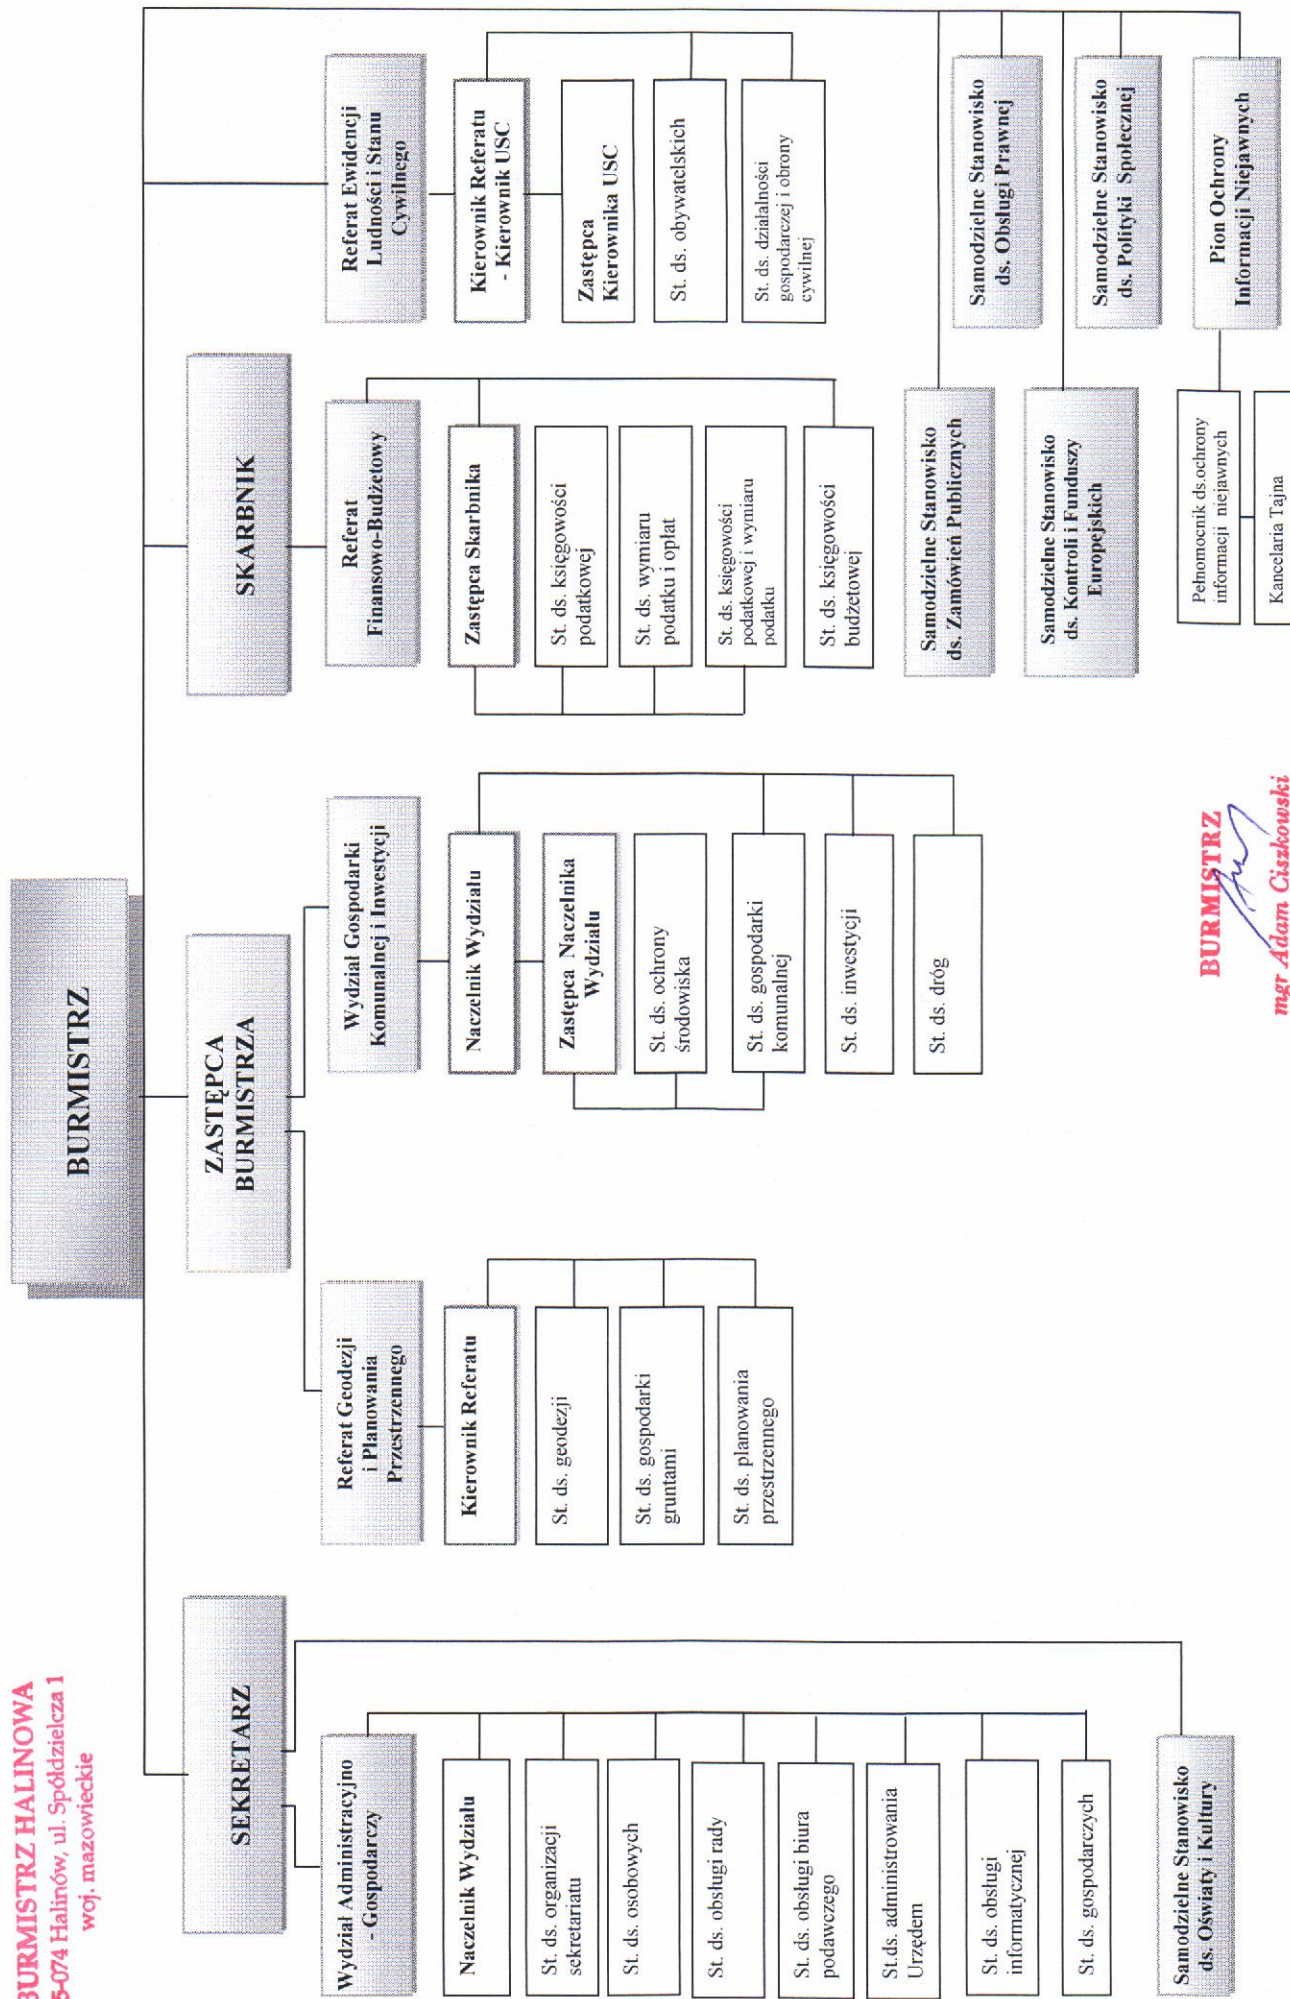 BURMISTRZ HALINOWA
5-074 Halinów, ul. Spółdzielcza 1
woj. mazowieckie
BURMISTRZ
SEKRETARZ
ZASTĘPCA
BURMISTRZA
SKARBNIK
Wydział Administracyjno
- Gospodarczy
Naczelnik Wydziału
St. ds. organizacji
sekretariatu
St. ds. osobowych
St. ds. obsługi rady
St. ds. obsługi biura
podawczego
St.ds. administrowania
Urzędem
St. ds. obsługi
informatycznej
St. ds. gospodarczych
Samodzielne Stanowisko
ds. Oświaty i Kultury
Referat Geodezji
i Planowania
Przestrzennego
Kierownik Referatu
St. ds. geodezji
St. ds. gospodarki
gruntami
St. ds. planowania
przestrzennego
Wydział Gospodarki
Komunalnej i Inwestycji
Naczelnik Wydziału
Zastępca Naczelnika
Wydziału
St. ds. ochrony
środowiska
St. ds. gospodarki
komunalnej
St. ds. inwestycji
St. ds. dróg
Referat
Finansowo-Budżetowy
Zastępca Skarbnika
St. ds. księgowości
podatkowej
St. ds. wymiaru
podatku i opłat
St. ds. księgowości
podatkowej i wymiaru
podatku
St. ds. księgowości
budżetowej
Referat Ewidencji
Ludności i Stanu
Cywilnego
Kierownik Referatu
- Kierownik USC
Zastępca
Kierownika USC
St. ds. obywatelskich
St. ds. działalności
gospodarczej i obrony
cywilnej
Samodzielne Stanowisko
ds. Zamówień Publicznych
Samodzielne Stanowisko
ds. Obsługi Prawnej
Samodzielne Stanowisko
ds. Kontroli i Funduszy
Europejskich
Samodzielne Stanowisko
ds. Polityki Społecznej
Pion Ochrony
Informacji Niejawnych
Pełnomocnik ds.ochrony
informacji niejawnych
Kancelaria Tajna
BURMISTRZ
mgr Adam Ciszkowski